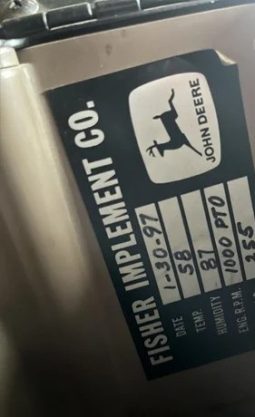 JOHN DEERE
FISHER IMPLEMENT CO.
1-30-97
DATE
58
TEMP.
87
HUMIDITY
1000 PTO
ENG. R.P.M.
255